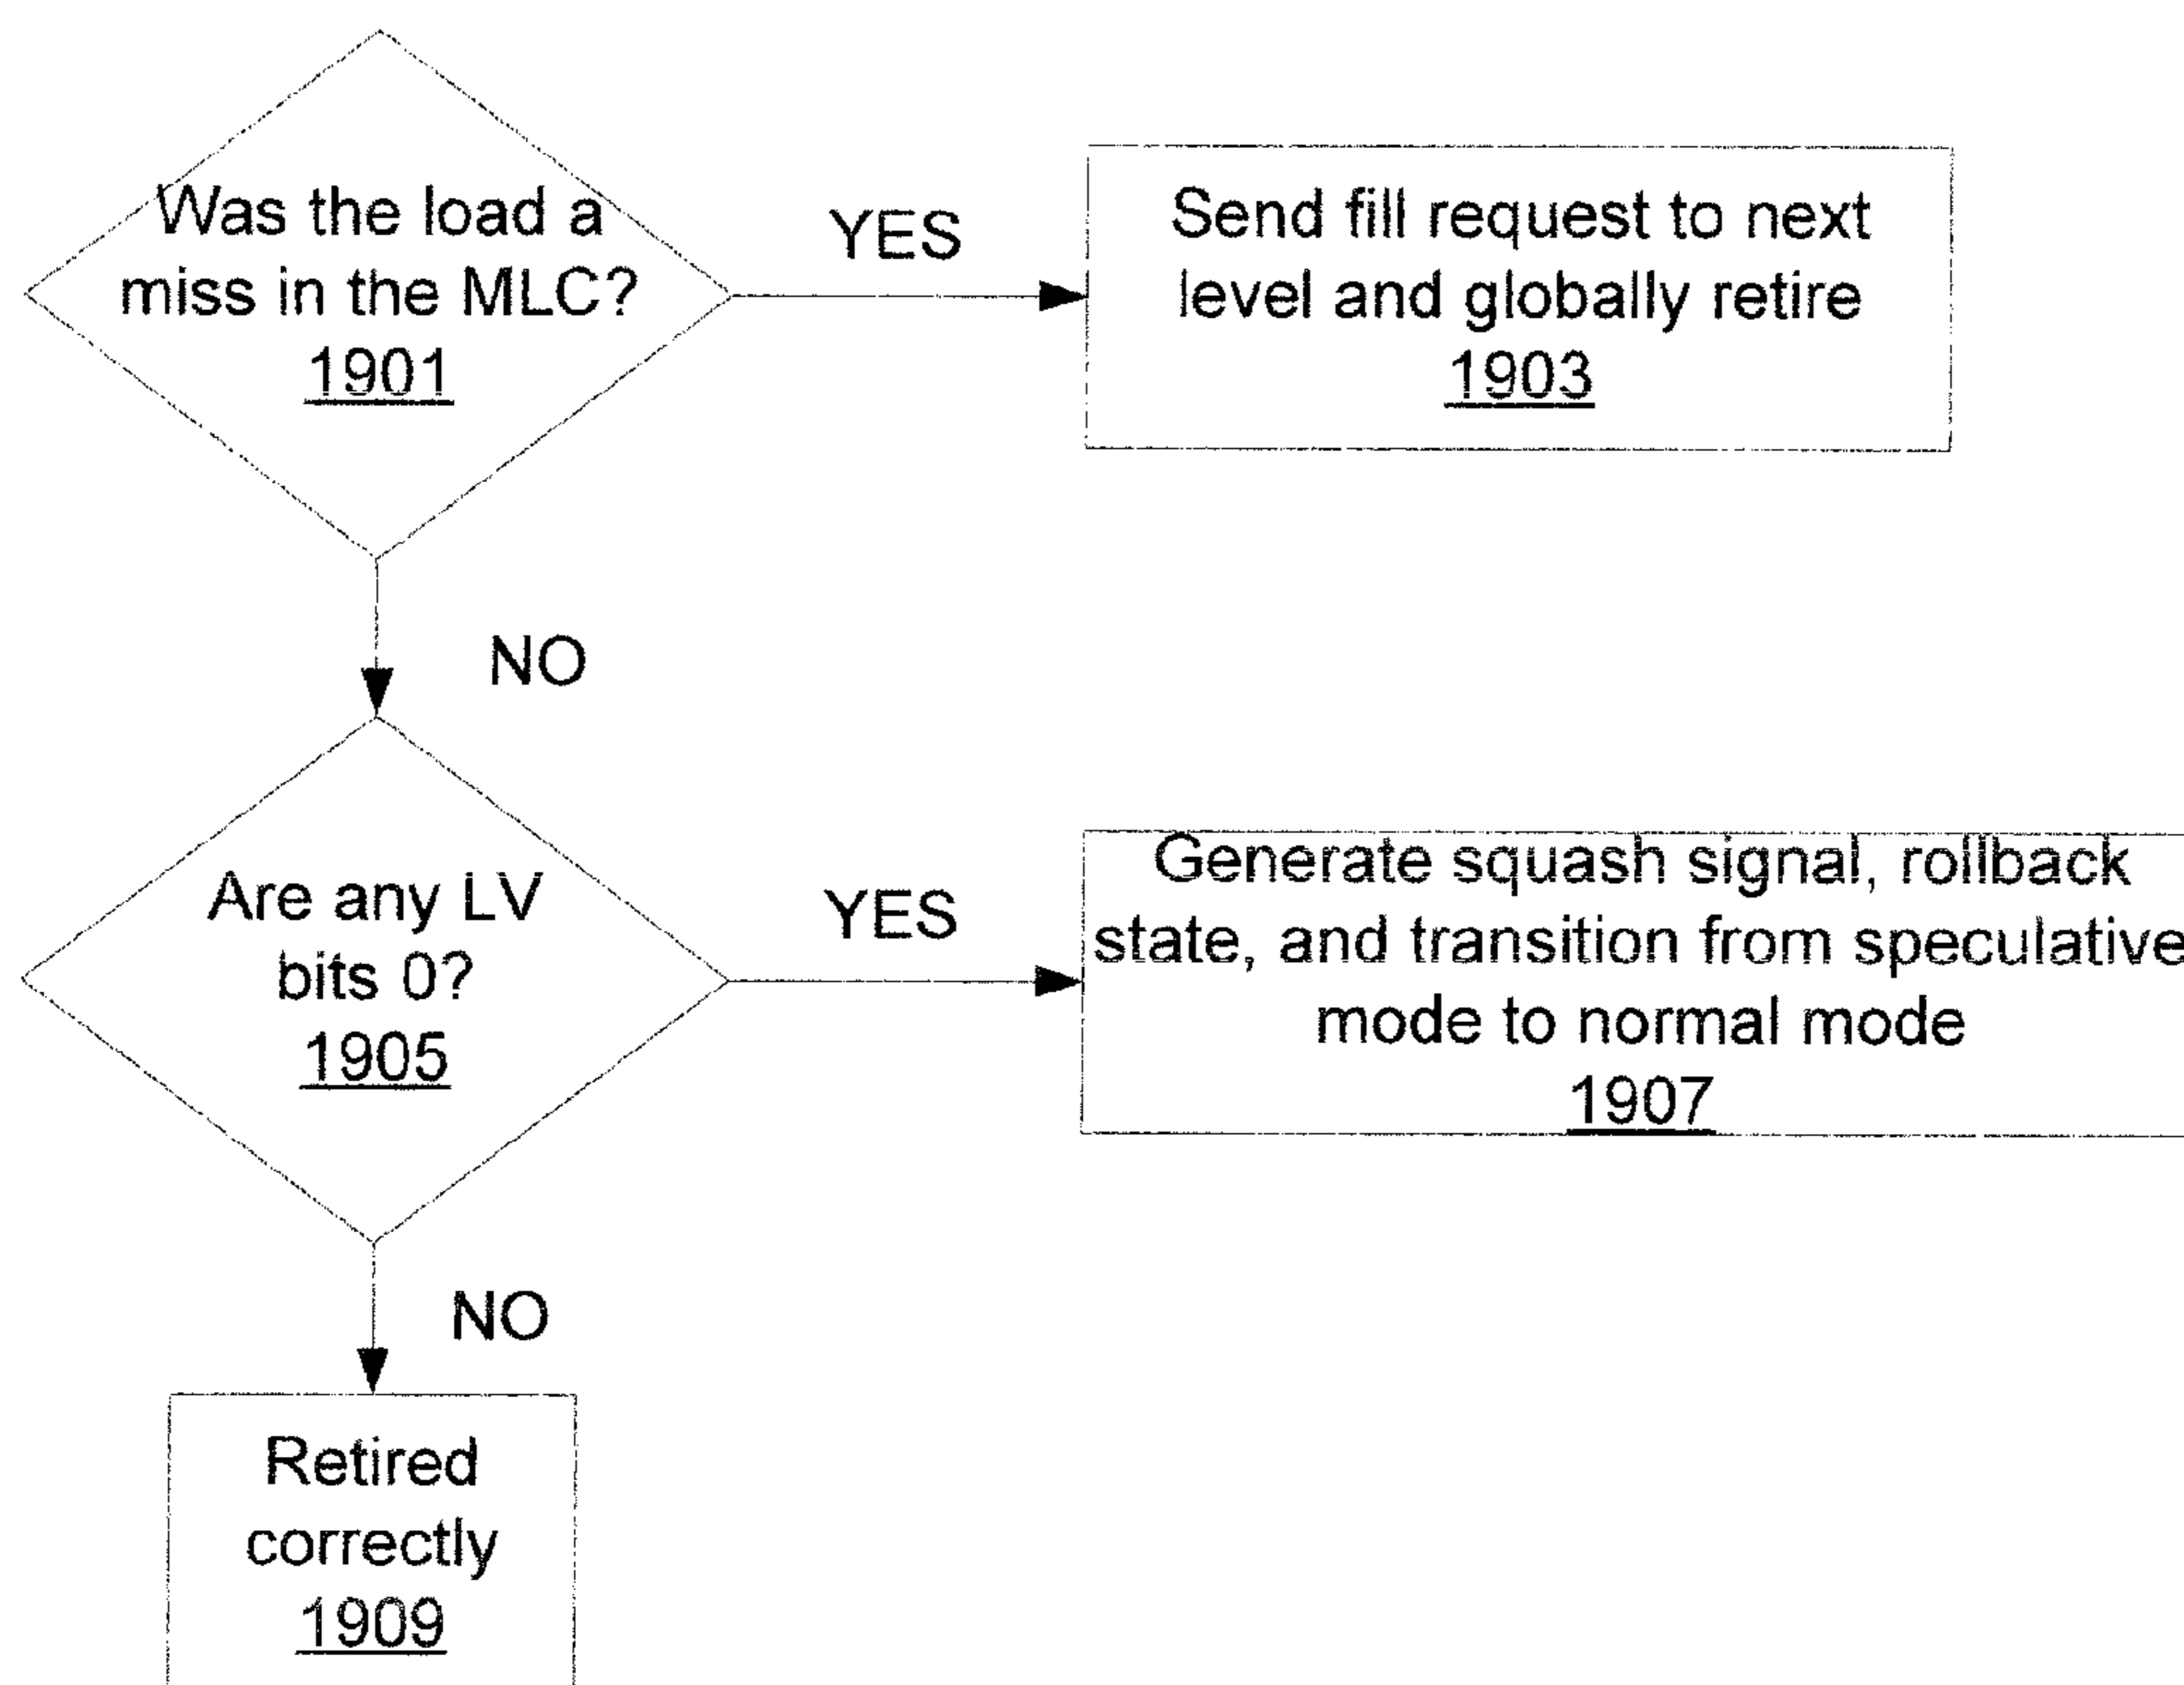 Was the load a
miss in the MLC?
1901
YES
Send fill request to next
level and globally retire
1903
NO
Are any LV
bits 0?
1905
YES
Generate squash signal, rollback
state, and transition from speculative
mode to normal mode
1907
NO
Retired
correctly
1909